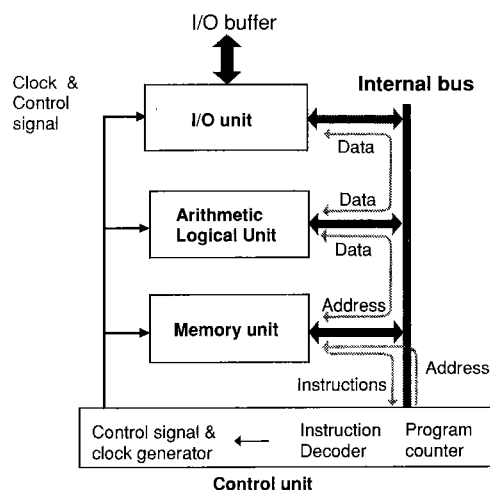 I/O buffer
Clock &
Control
signal
Internal bus
I/O unit
Data
Data
Arithmetic
Logical Unit
Data
Address
Memory unit
Address
Instructions
Control signal &
clock generator
Instruction
Decoder
Program
counter
Control unit